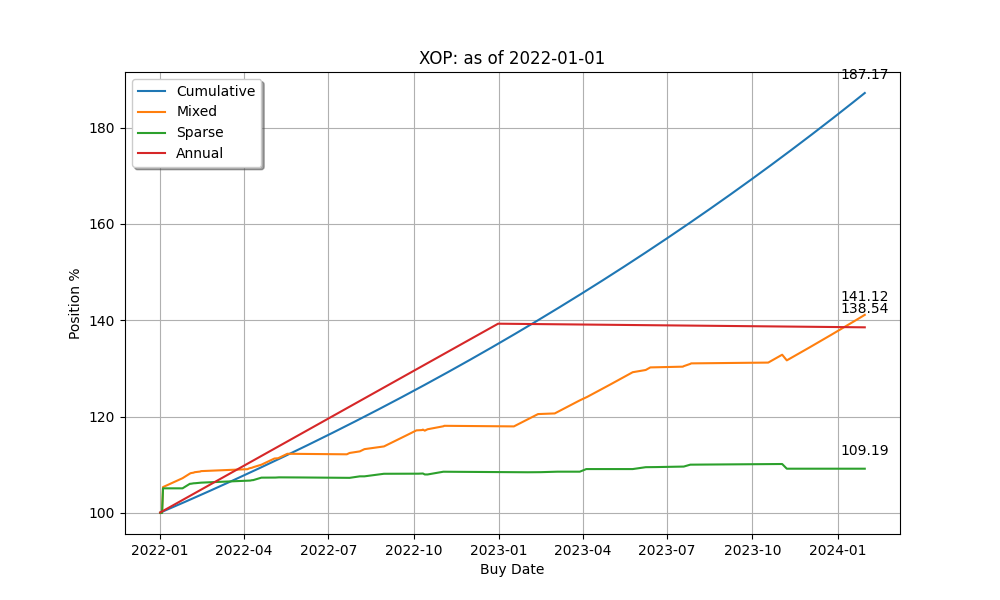 XOP: as of 2022-01-01
187.17
Cumulative
Mixed
Sparse
Annual
180
160
141.12
138.54
140
120
109.19
100
Position %
2022-01 2022-04 2022-07 2022-10 2023-01 2023-04 2023-07 2023-10 2024-01
Buy Date